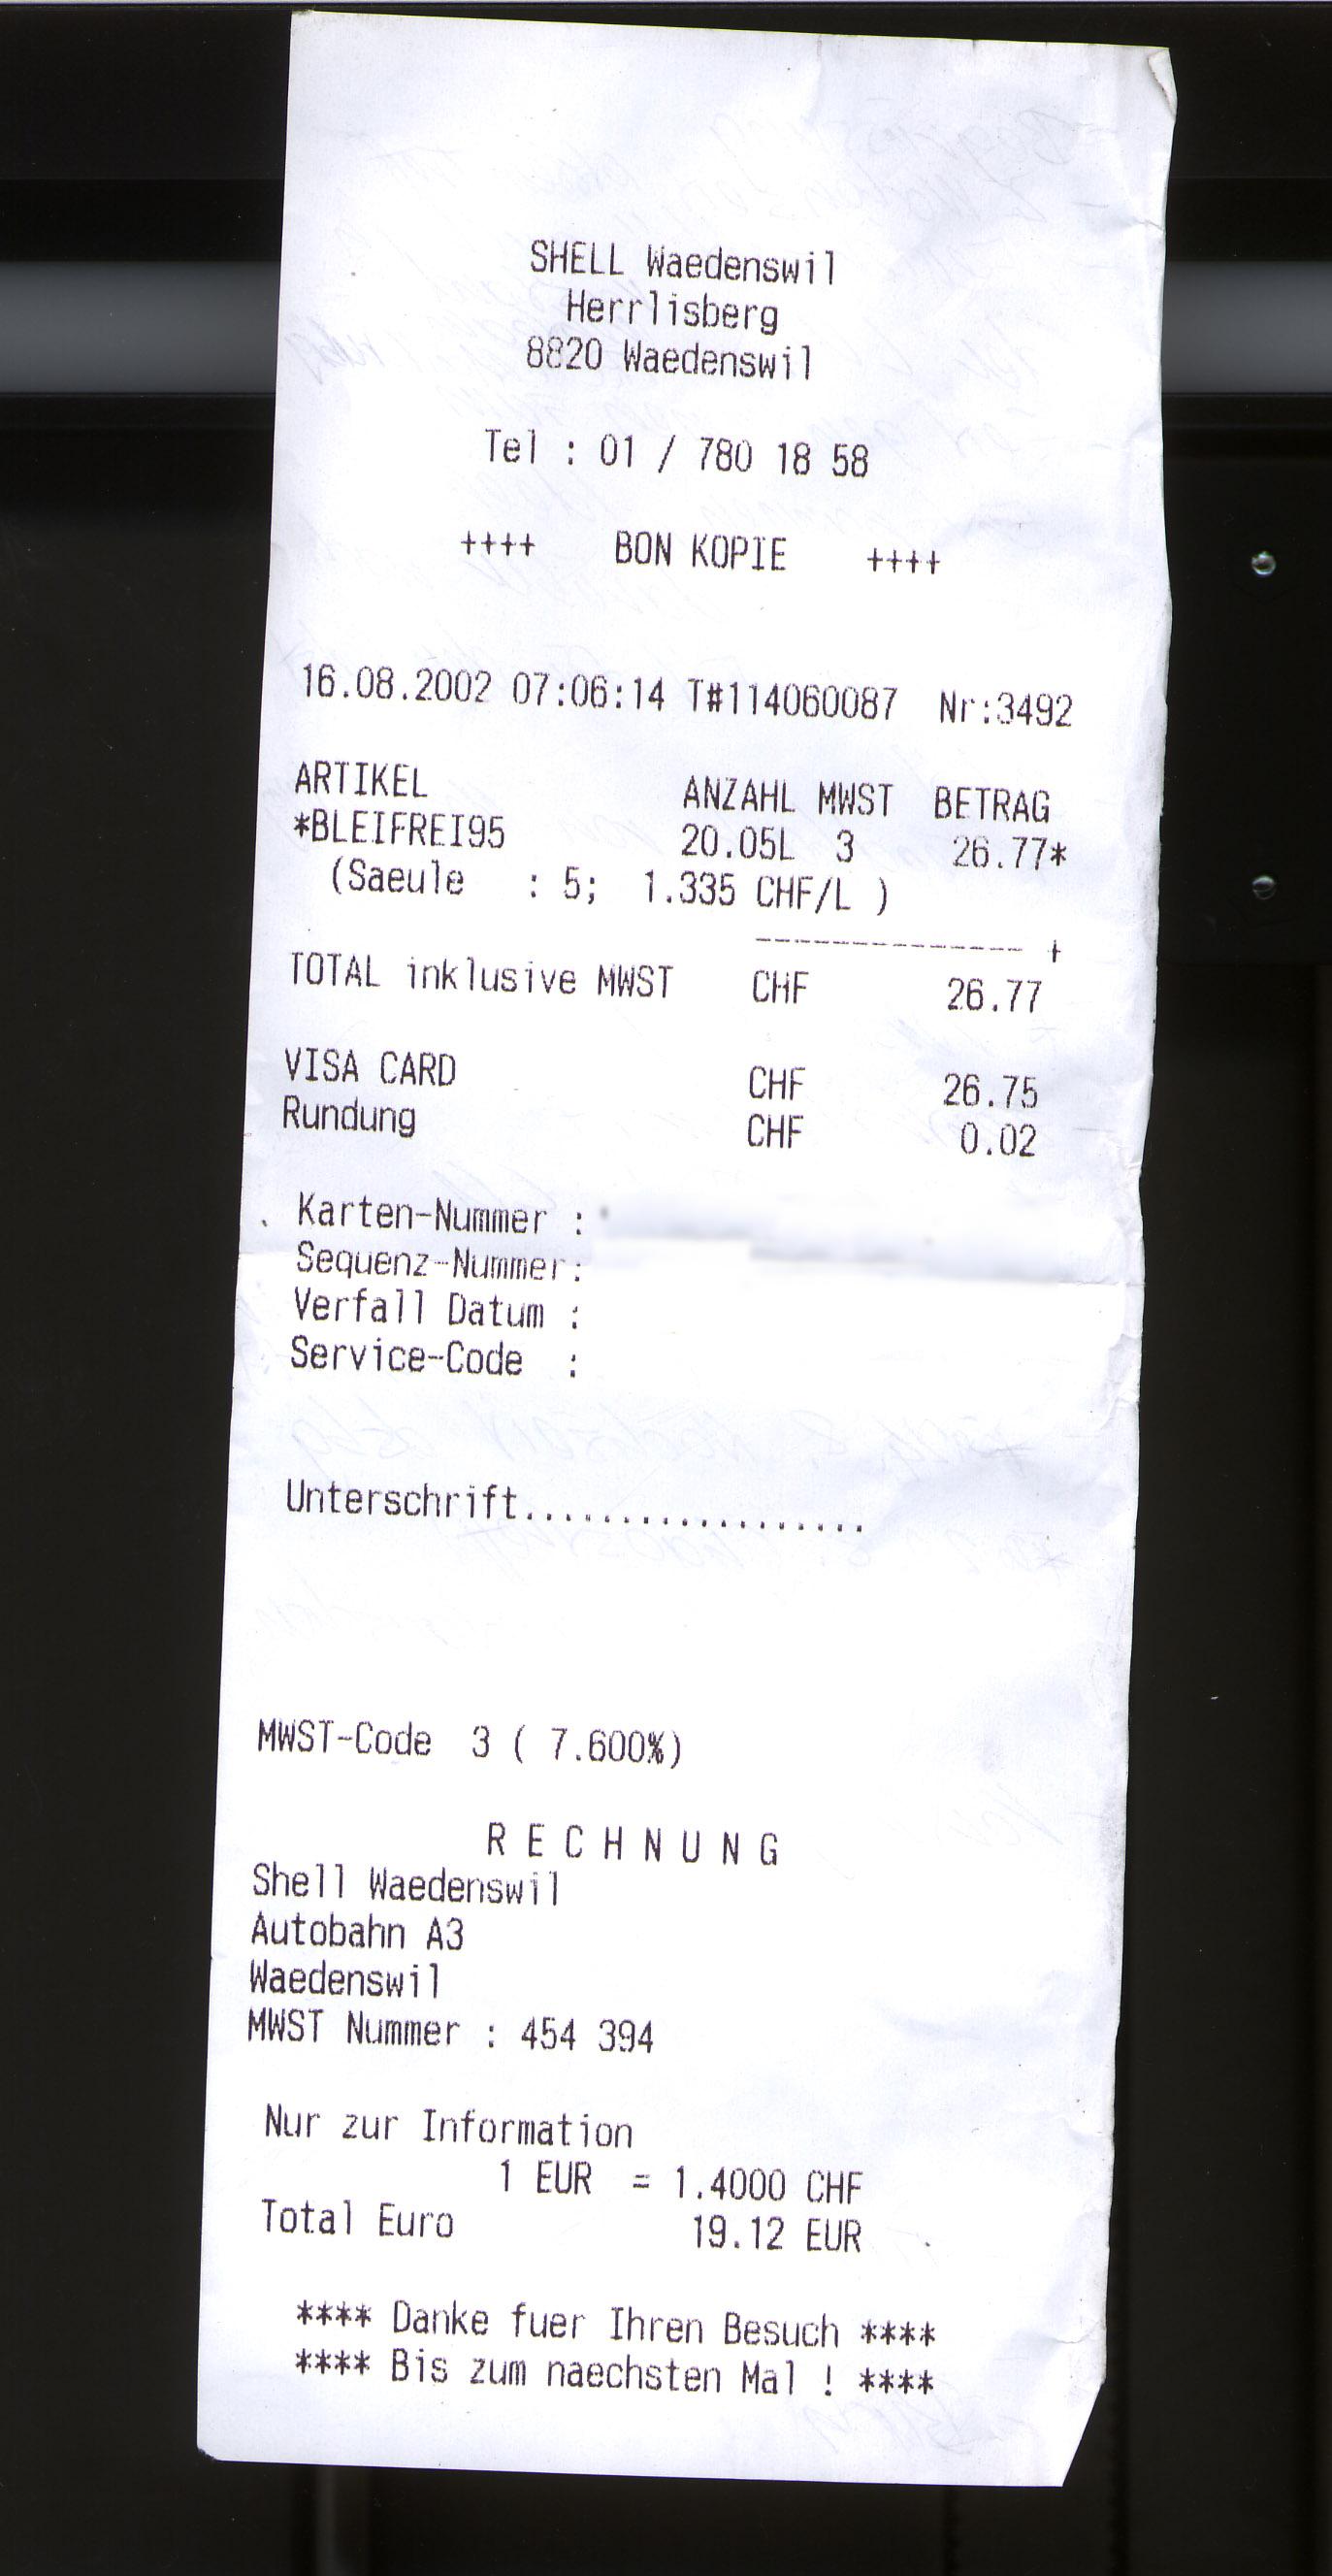 SHELL Waedenswil
Herrlisberg
8820 Waedenswil
Tel : 01 / 780 18 58
++++ BON KOPIE ++++
16.08.2002 07:06:14 T#114060087 Nr:3492
ARTIKEL ANZAHL MWST BETRAG
*BLEIFREI95 20.05L 3 26.77*
(Saeule : 5; 1.335 CHF/L )
--------------- +
TOTAL inklusive MWST CHF 26.77
VISA CARD CHF 26.75
Rundung CHF 0.02
Karten-Nummer :
Sequenz-Nummer:
Verfall Datum :
Service-Code :
Unterschrift..................
MWST-Code 3 ( 7.600%)
R E C H N U N G
Shell Waedenswil
Autobahn A3
Waedenswil
MWST Nummer : 454 394
Nur zur Information
1 EUR = 1.4000 CHF
Total Euro 19.12 EUR
**** Danke fuer Ihren Besuch ****
**** Bis zum naechsten Mal ! ****